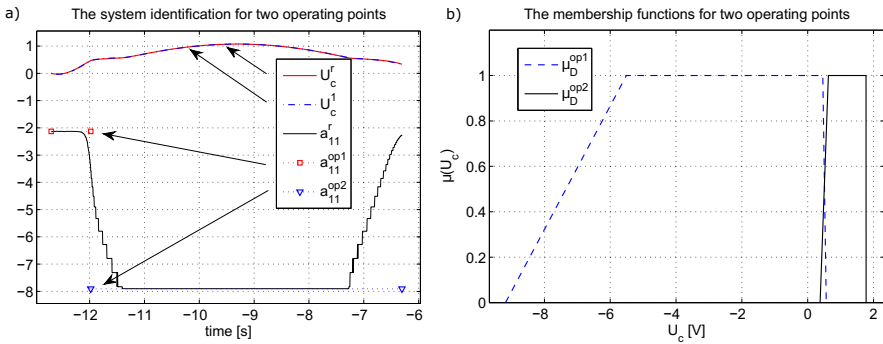 a)
The system identification for two operating points
1
0
−1
−2
−3
−4
−5
−6
−7
−8
−12
−11
−10
−9
−8
−7
−6
time [s]
U_c^r
U_c^1
a_11^r
a_11^op1
a_11^op2
b)
The membership functions for two operating points
μ_D^op1
μ_D^op2
μ(U_c)
1
0.8
0.6
0.4
0.2
0
−8
−6
−4
−2
0
2
U_c [V]